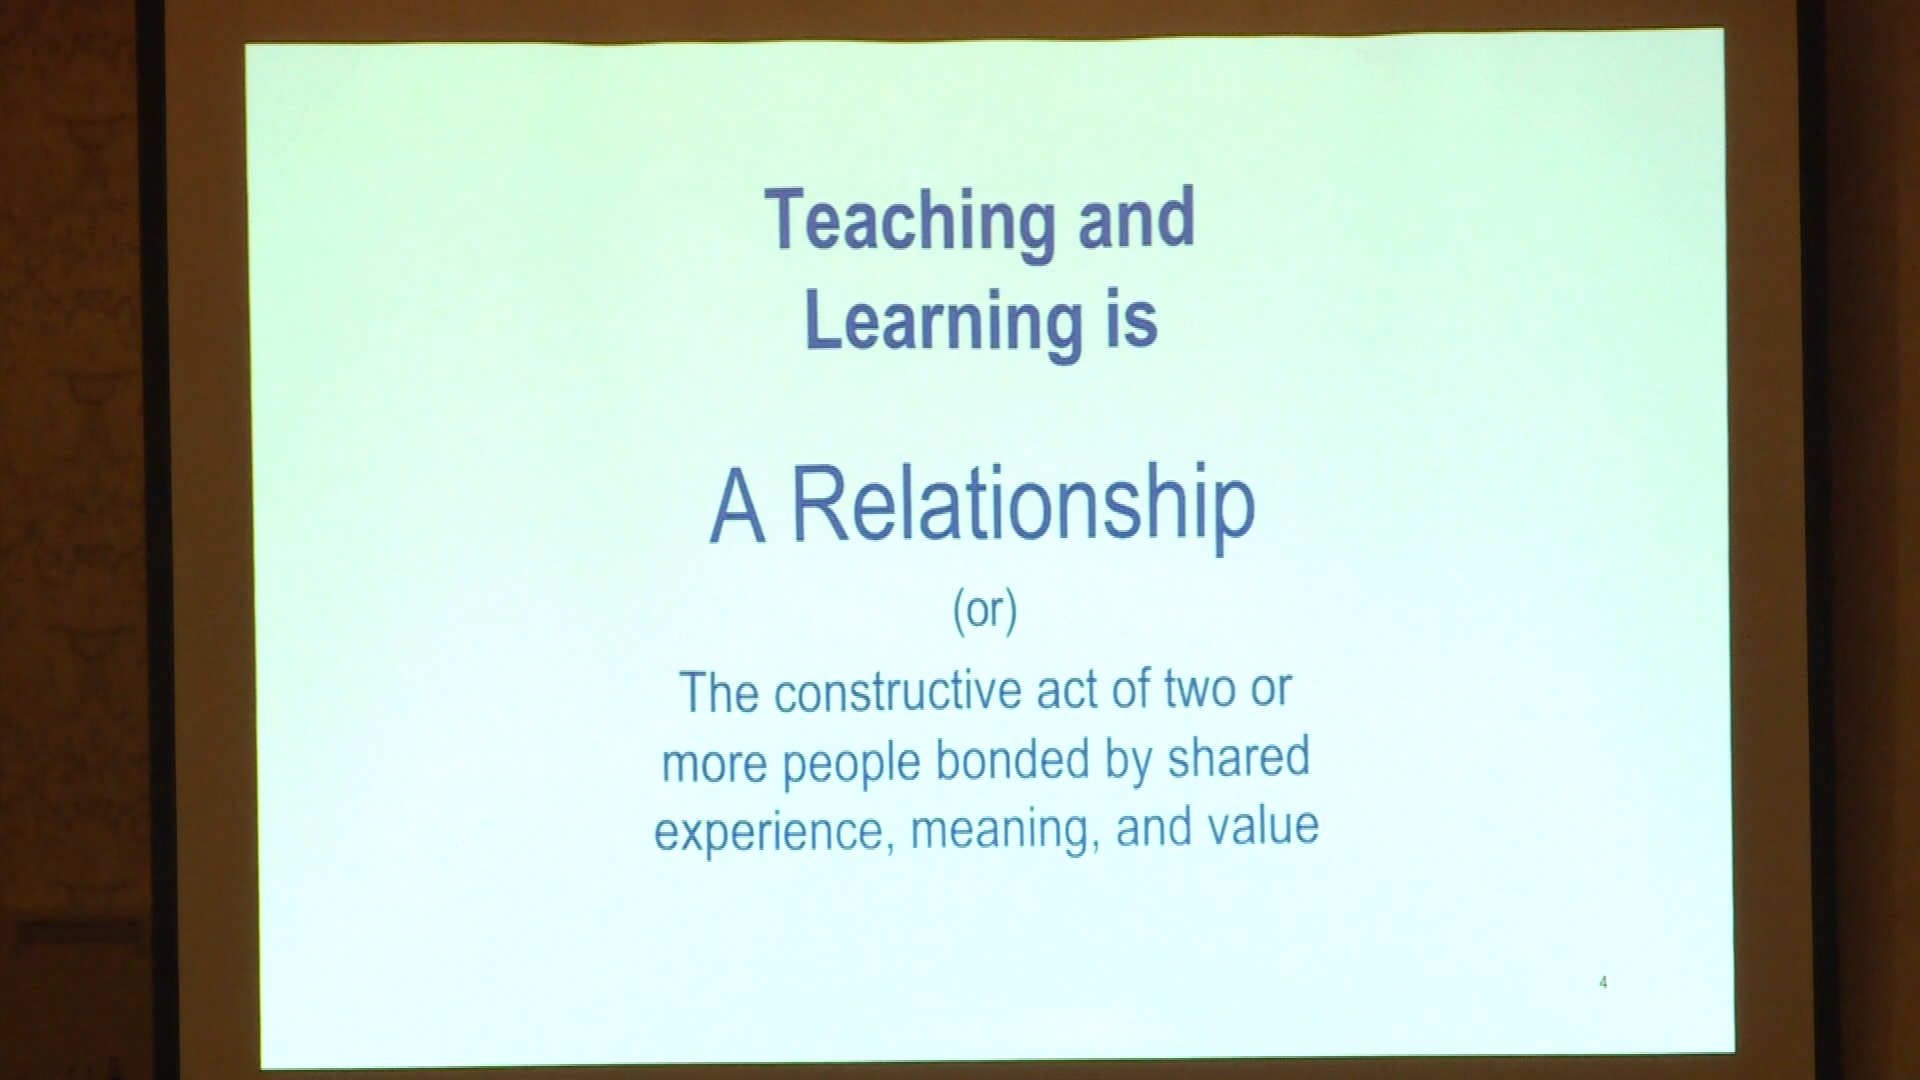 Teaching and
Learning is
A Relationship
(or)
The constructive act of two or
more people bonded by shared
experience, meaning, and value
4